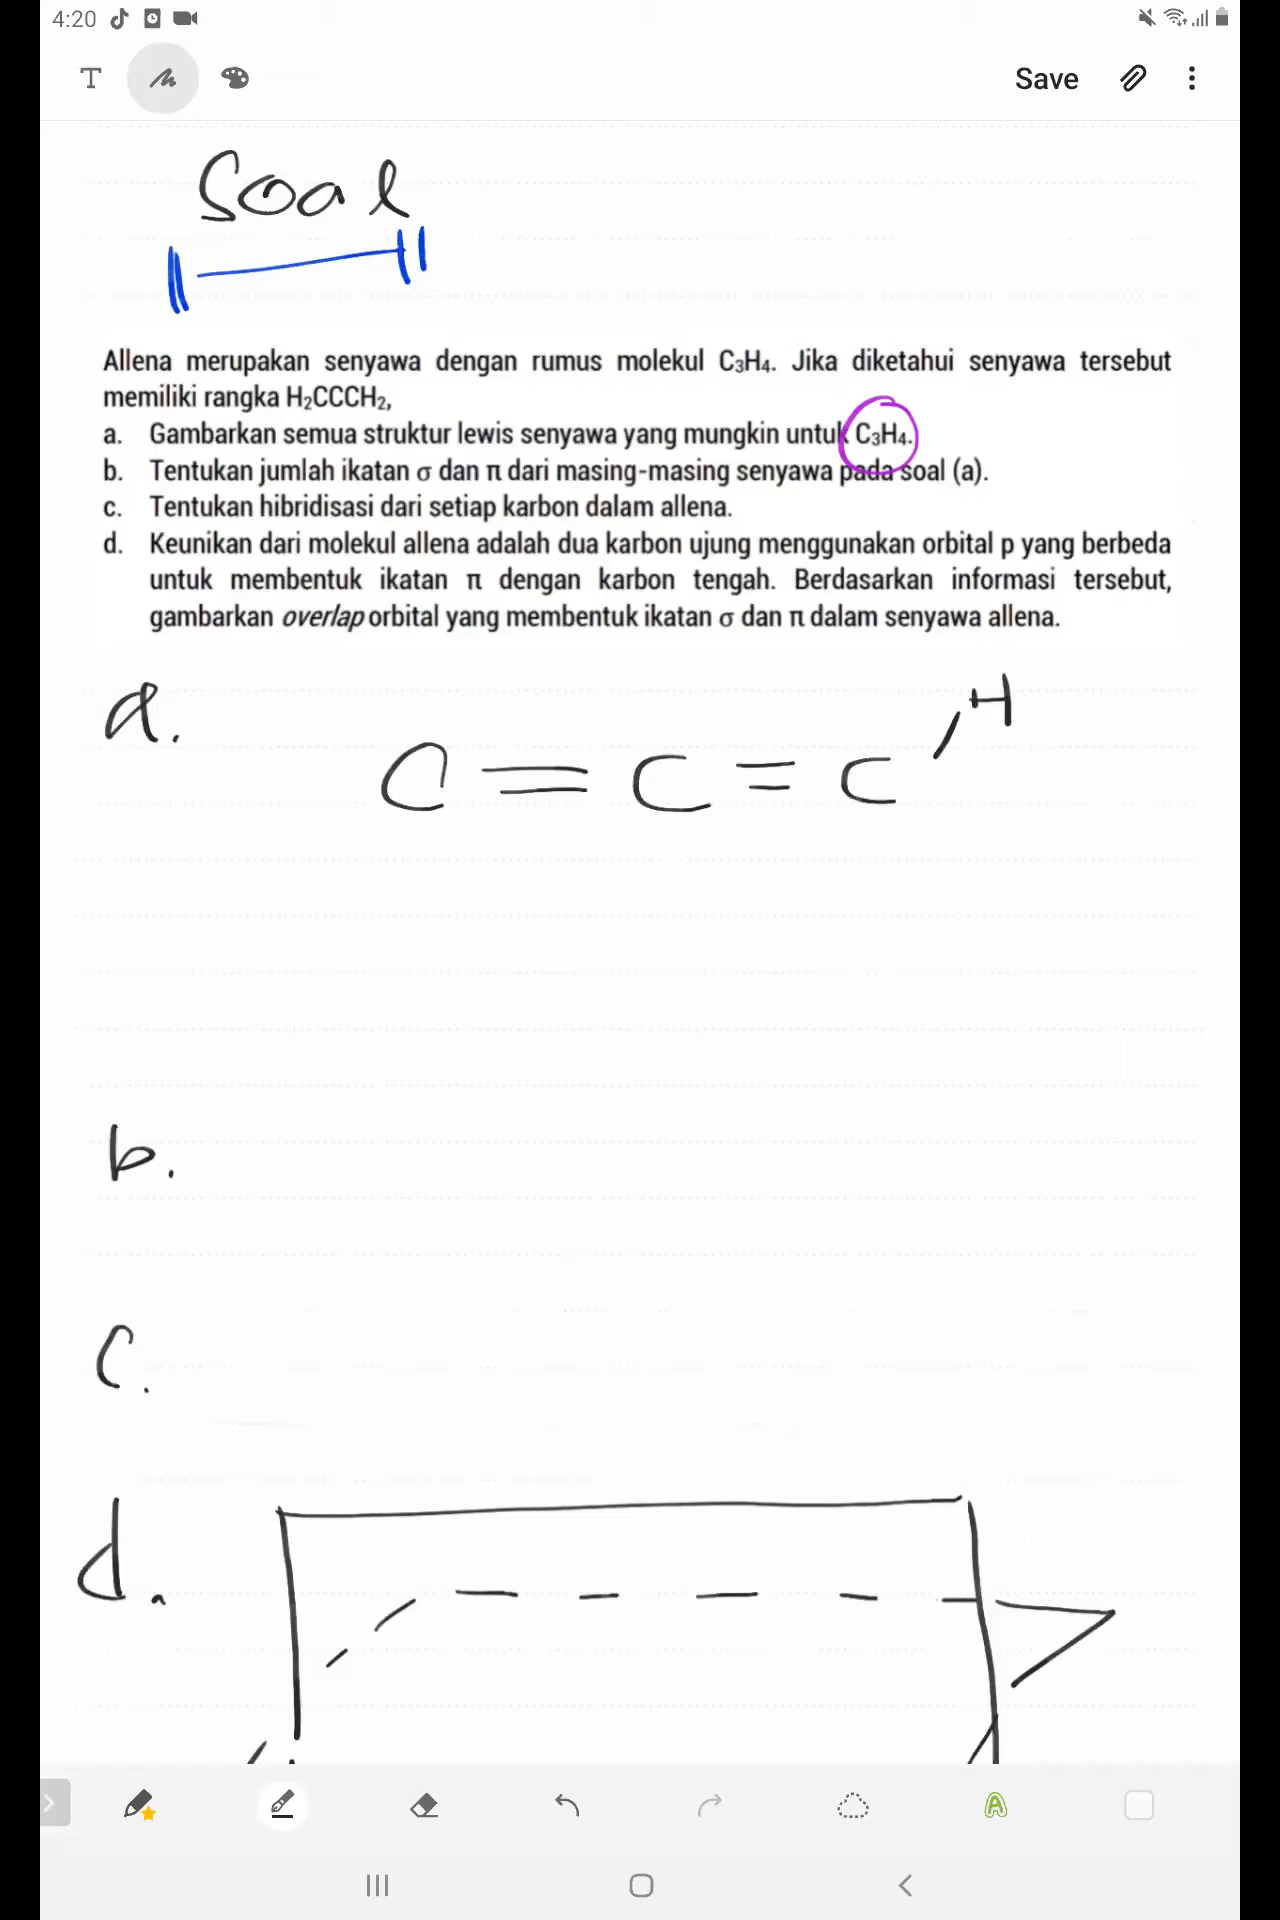 4:20
T
Save
Soal
Allena merupakan senyawa dengan rumus molekul C₃H₄. Jika diketahui senyawa tersebut
memiliki rangka H₂CCCH₂,
a. Gambarkan semua struktur lewis senyawa yang mungkin untuk C₃H₄.
b. Tentukan jumlah ikatan σ dan π dari masing-masing senyawa pada soal (a).
c. Tentukan hibridisasi dari setiap karbon dalam allena.
d. Keunikan dari molekul allena adalah dua karbon ujung menggunakan orbital p yang berbeda
untuk membentuk ikatan π dengan karbon tengah. Berdasarkan informasi tersebut,
gambarkan overlap orbital yang membentuk ikatan σ dan π dalam senyawa allena.
a.
H
C = C = C
b.
c.
d.
A